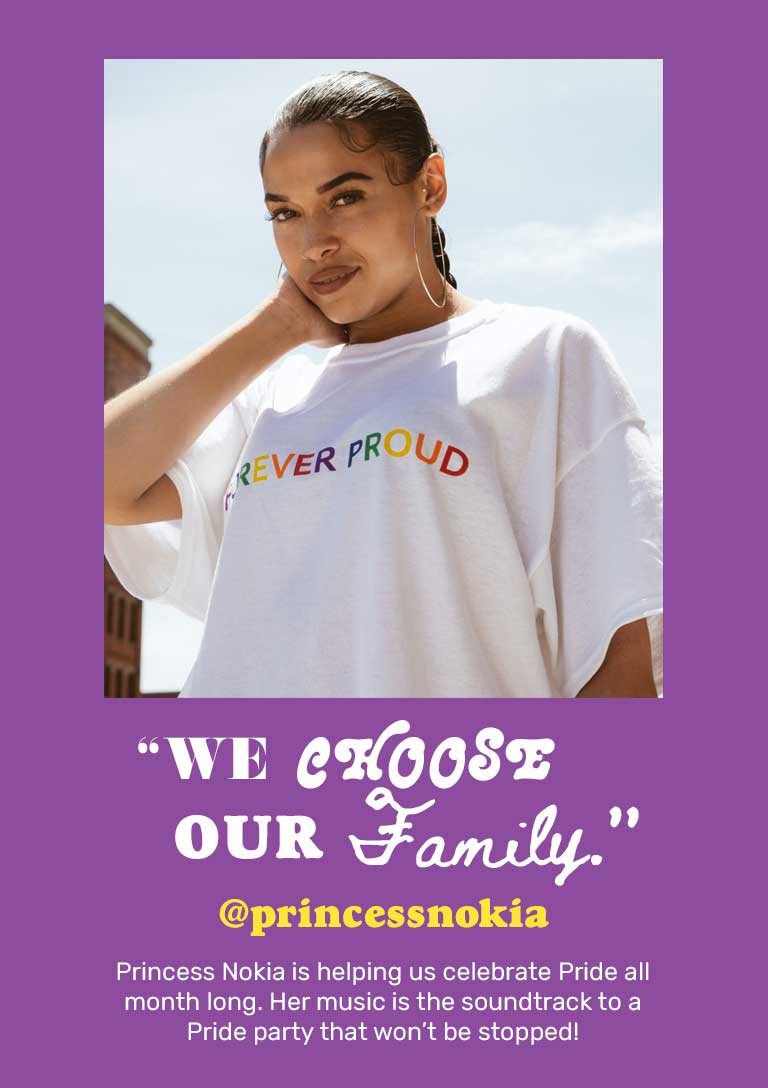 FOREVER PROUD
“WE CHOOSE
OUR Family.”
@princessnokia
Princess Nokia is helping us celebrate Pride all
month long. Her music is the soundtrack to a
Pride party that won’t be stopped!